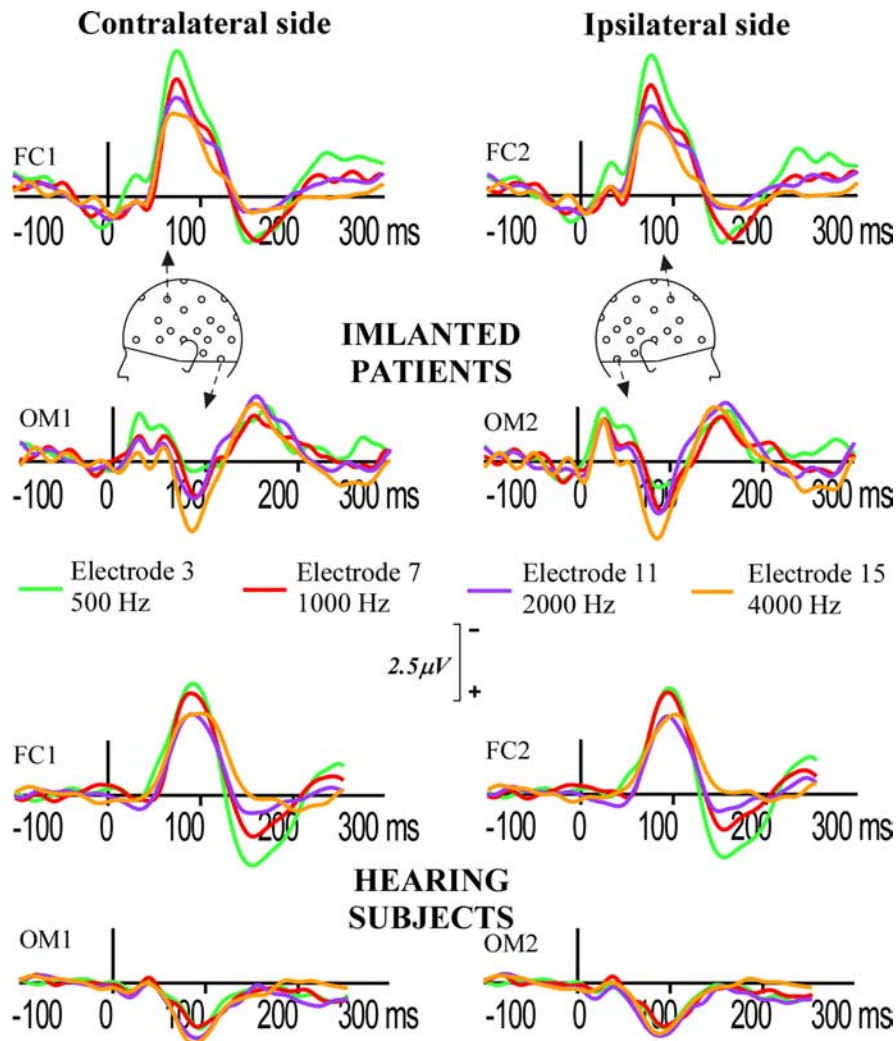 Contralateral side
Ipsilateral side
FC1
-100 0 100 200 300 ms
FC2
-100 0 100 200 300 ms
IMLANTED
PATIENTS
OM1
-100 0 100 200 300 ms
OM2
-100 0 100 200 300 ms
Electrode 3
500 Hz
Electrode 7
1000 Hz
Electrode 11
2000 Hz
Electrode 15
4000 Hz
2.5µV
-
+
FC1
-100 0 100 200 300 ms
FC2
-100 0 100 200 300 ms
HEARING
SUBJECTS
OM1
-100 0 100 200 300 ms
OM2
-100 0 100 200 300 ms